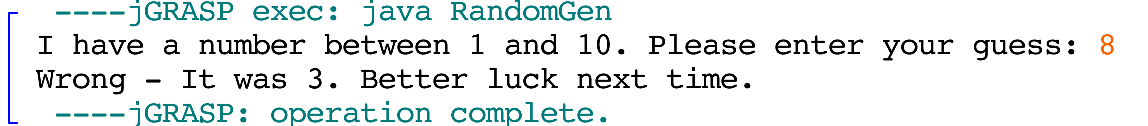 ----jGRASP exec: java RandomGen
I have a number between 1 and 10. Please enter your guess: 8
Wrong - It was 3. Better luck next time.
----jGRASP: operation complete.